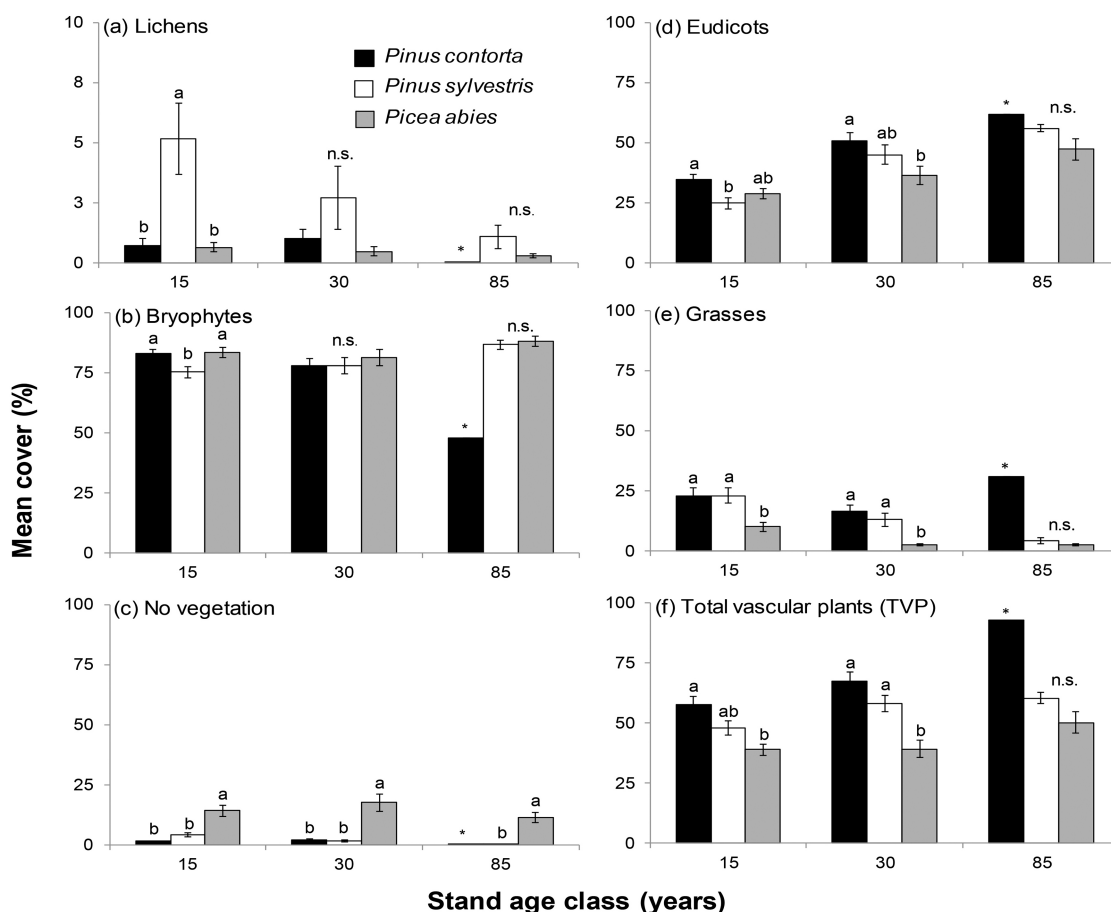 Mean cover (%)
(a) Lichens
Pinus contorta
Pinus sylvestris
Picea abies
10
8
5
3
0
b
a
b
n.s.
*
n.s.
15
30
85
(b) Bryophytes
100
75
50
25
0
a
b
a
n.s.
*
n.s.
15
30
85
(c) No vegetation
100
75
50
25
0
b
b
a
b
b
a
*
b
a
15
30
85
(d) Eudicots
100
75
50
25
0
a
b
ab
a
ab
b
*
n.s.
15
30
85
(e) Grasses
100
75
50
25
0
a
a
b
a
a
b
*
n.s.
15
30
85
(f) Total vascular plants (TVP)
100
75
50
25
0
a
ab
b
a
a
b
*
n.s.
15
30
85
Stand age class (years)